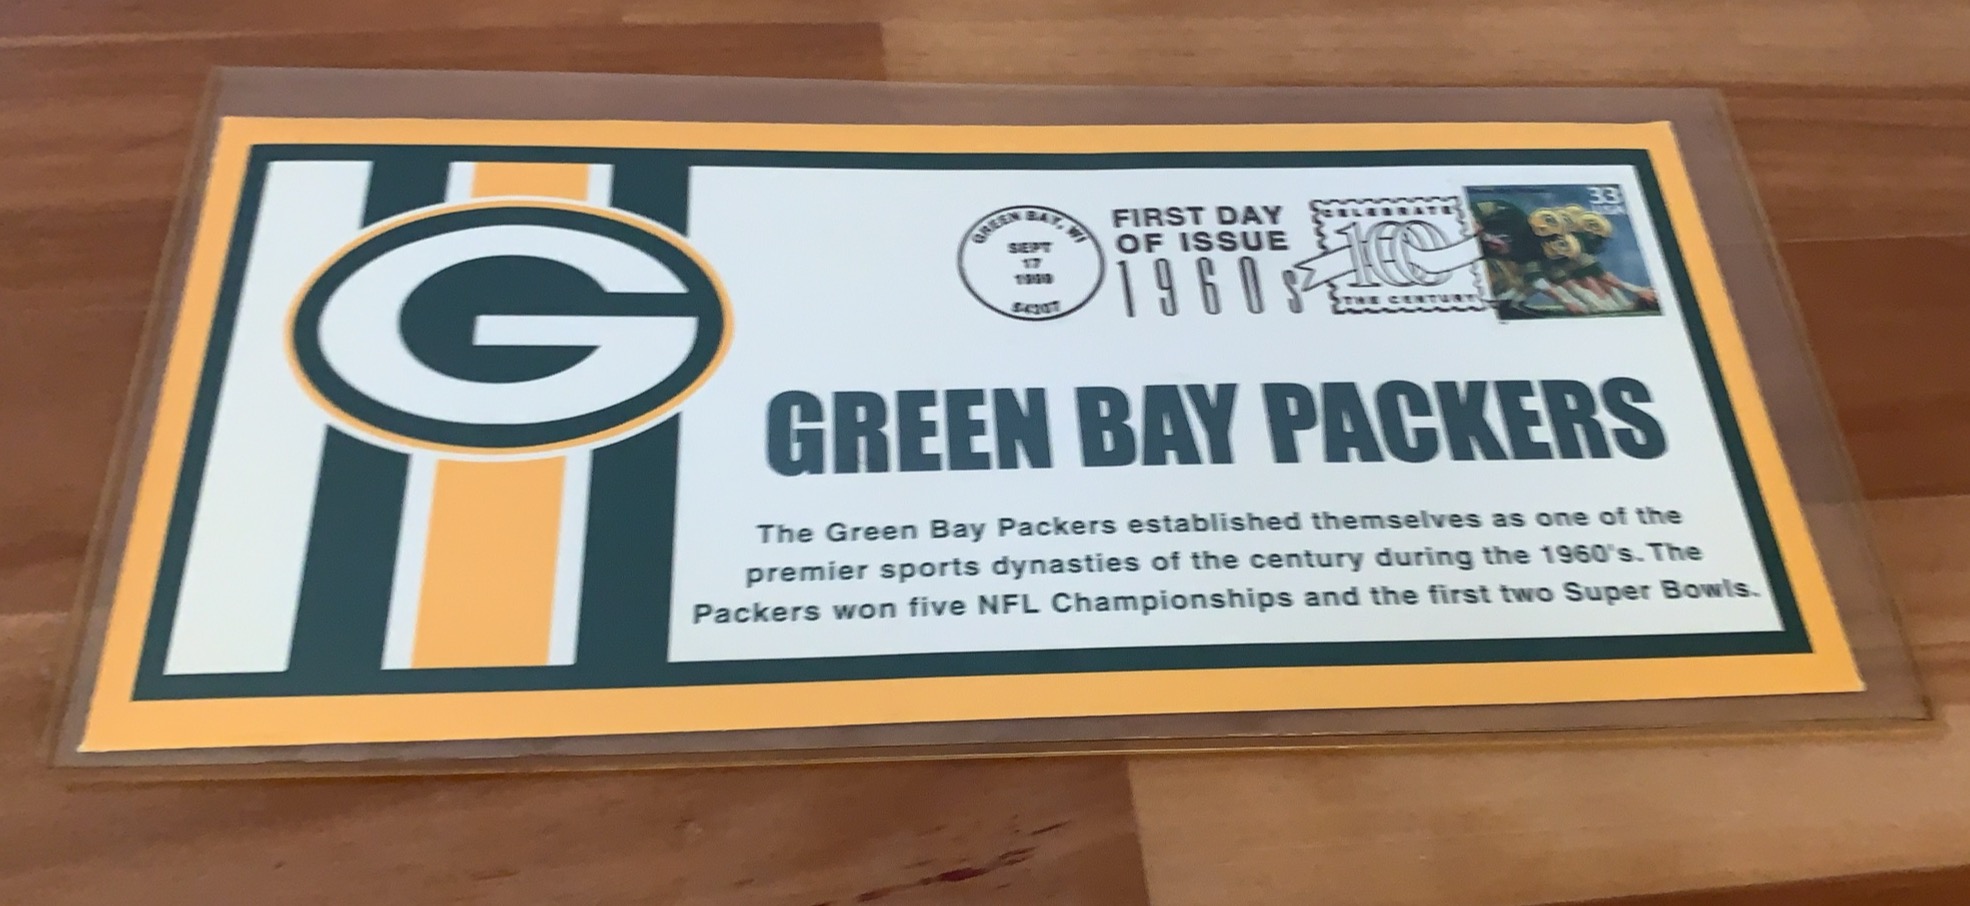 G
GREEN BAY, WI
SEPT
17
1999
54307
FIRST DAY
OF ISSUE
1960s
CELEBRATE
100
THE CENTURY
33
USA
GREEN BAY PACKERS
The Green Bay Packers established themselves as one of the
premier sports dynasties of the century during the 1960's. The
Packers won five NFL Championships and the first two Super Bowls.